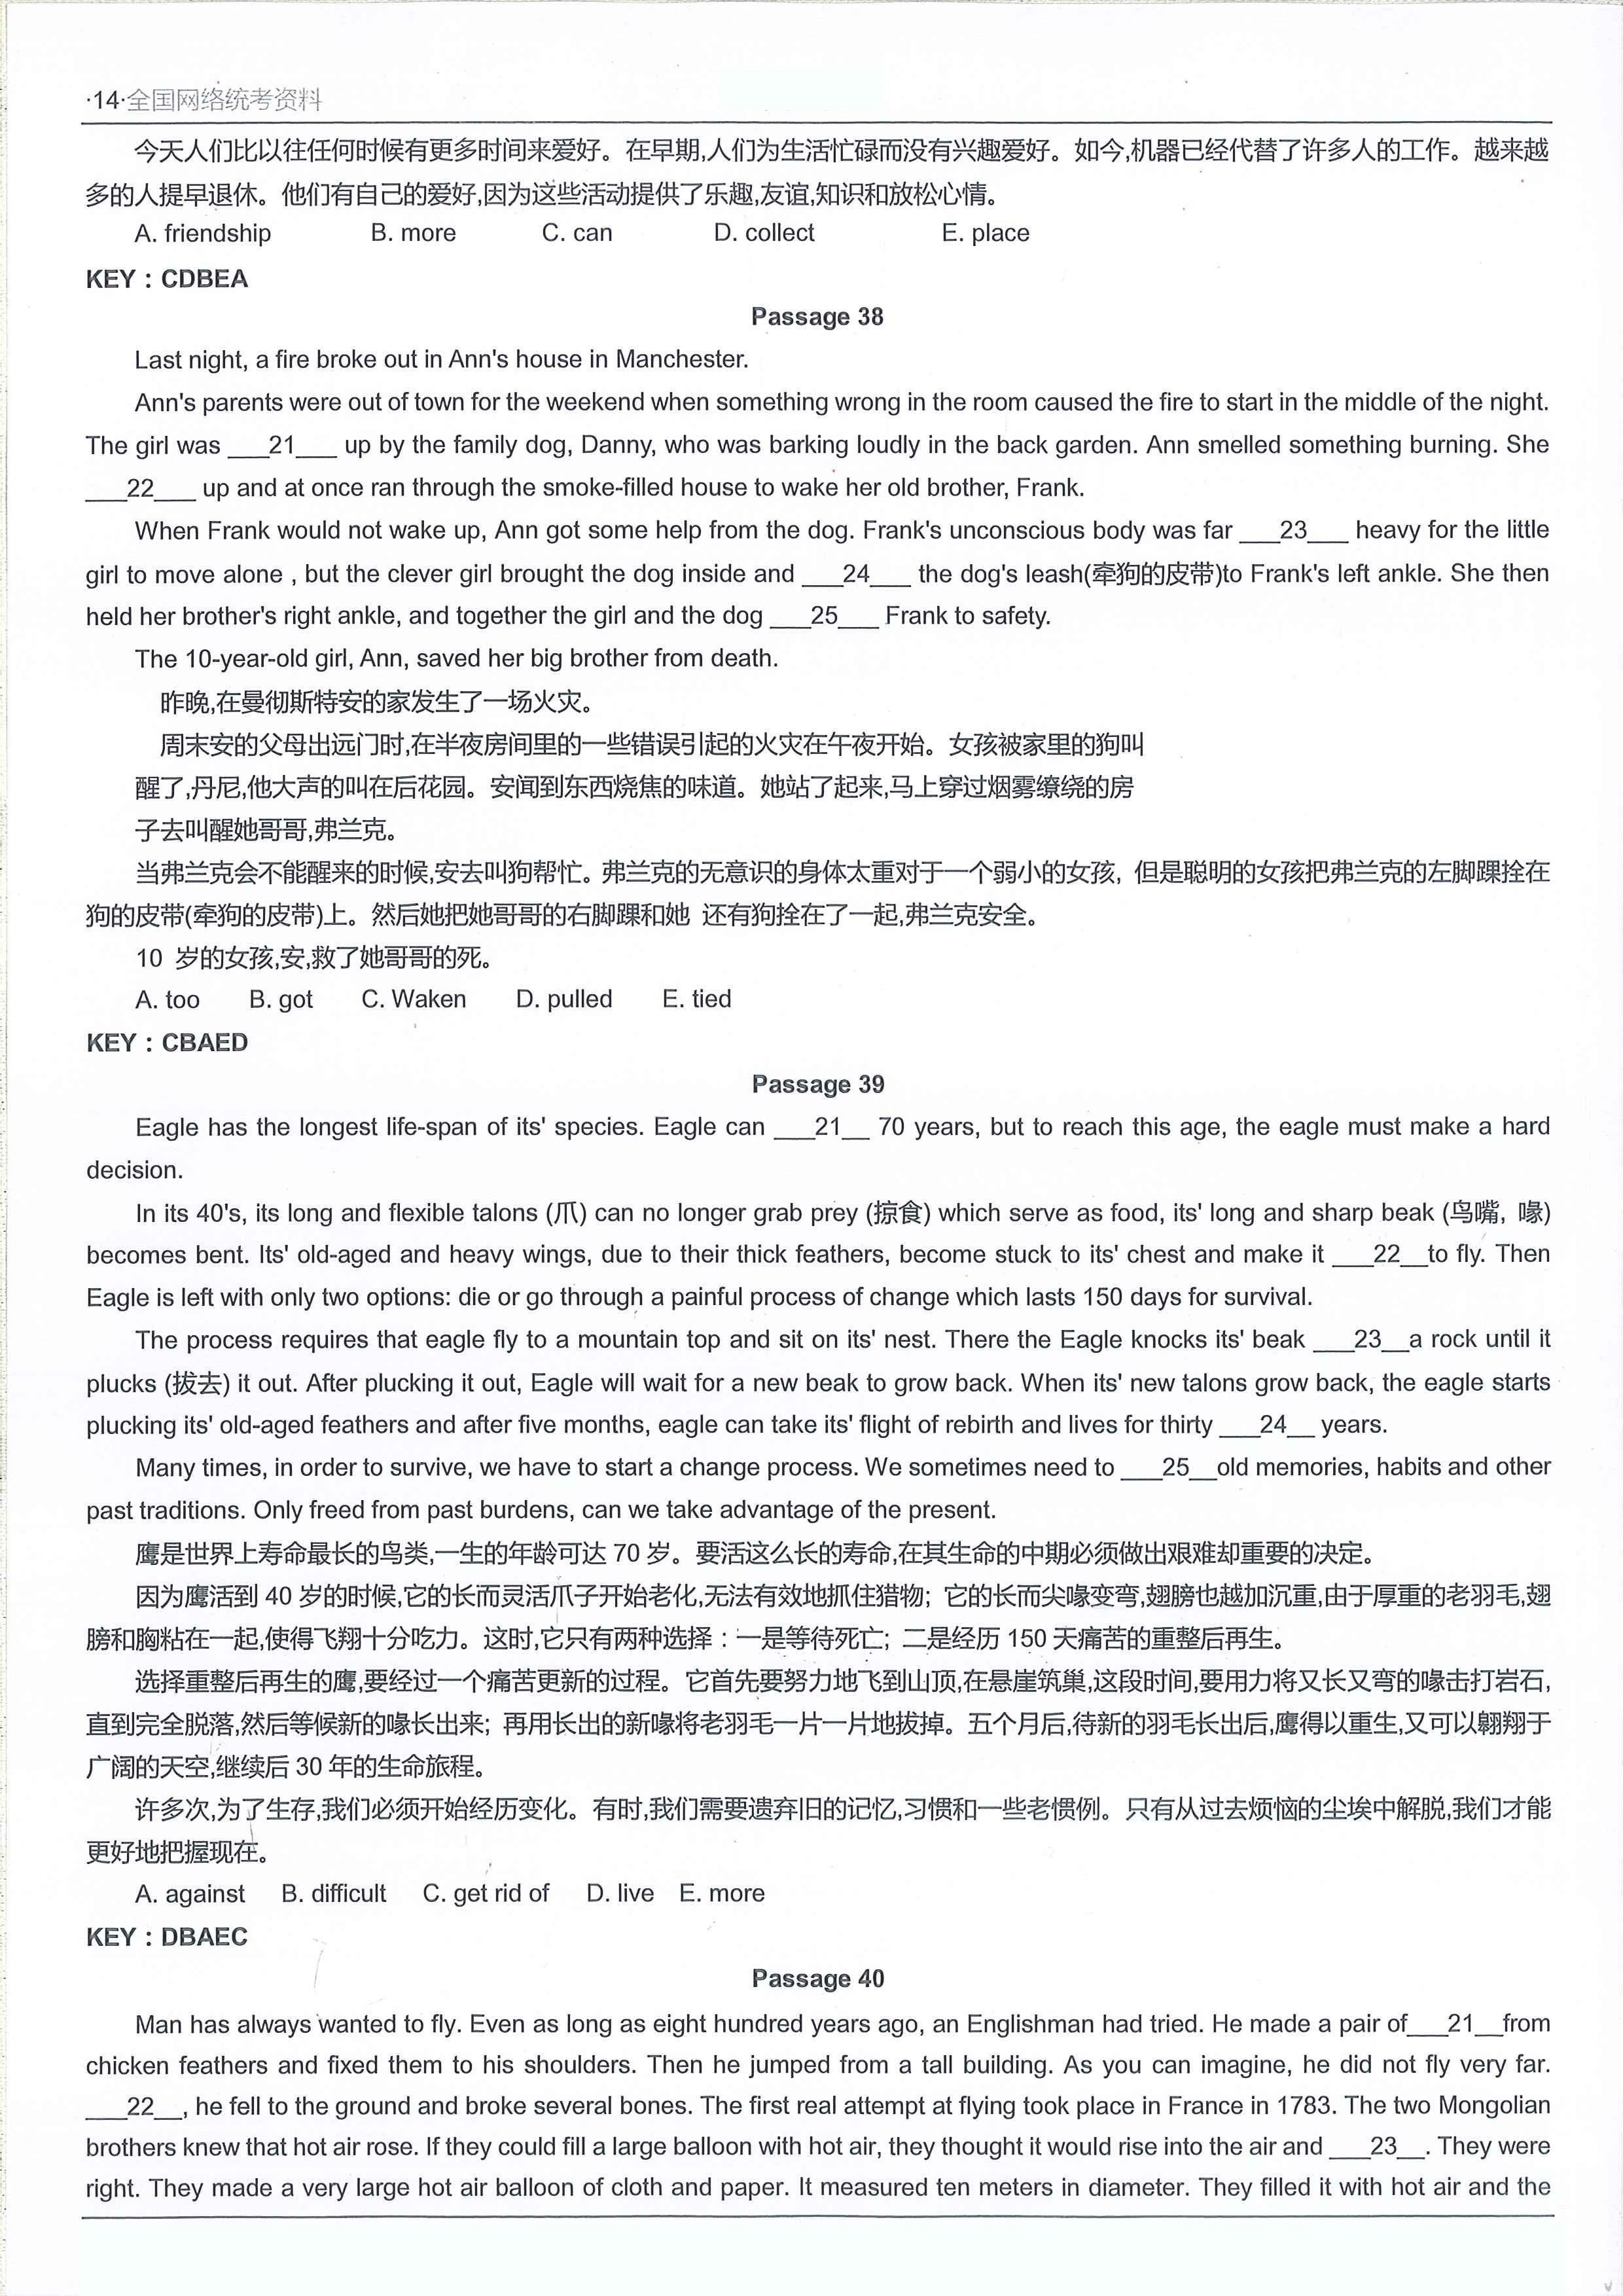 ·14·全国网络统考资料
今天人们比以往任何时候有更多时间来爱好。在早期,人们为生活忙碌而没有兴趣爱好。如今,机器已经代替了许多人的工作。越来越
多的人提早退休。他们有自己的爱好,因为这些活动提供了乐趣,友谊,知识和放松心情。
A. friendship B. more C. can D. collect E. place
KEY：CDBEA
Passage 38
Last night, a fire broke out in Ann's house in Manchester.
Ann's parents were out of town for the weekend when something wrong in the room caused the fire to start in the middle of the night.
The girl was ___21___ up by the family dog, Danny, who was barking loudly in the back garden. Ann smelled something burning. She
___22___ up and at once ran through the smoke-filled house to wake her old brother, Frank.
When Frank would not wake up, Ann got some help from the dog. Frank's unconscious body was far ___23___ heavy for the little
girl to move alone , but the clever girl brought the dog inside and ___24___ the dog's leash(牵狗的皮带)to Frank's left ankle. She then
held her brother's right ankle, and together the girl and the dog ___25___ Frank to safety.
The 10-year-old girl, Ann, saved her big brother from death.
昨晚,在曼彻斯特安的家发生了一场火灾。
周末安的父母出远门时,在半夜房间里的一些错误引起的火灾在午夜开始。女孩被家里的狗叫
醒了,丹尼,他大声的叫在后花园。安闻到东西烧焦的味道。她站了起来,马上穿过烟雾缭绕的房
子去叫醒她哥哥,弗兰克。
当弗兰克会不能醒来的时候,安去叫狗帮忙。弗兰克的无意识的身体太重对于一个弱小的女孩, 但是聪明的女孩把弗兰克的左脚踝拴在
狗的皮带(牵狗的皮带)上。然后她把她哥哥的右脚踝和她 还有狗拴在了一起,弗兰克安全。
10 岁的女孩,安,救了她哥哥的死。
A. too B. got C. Waken D. pulled E. tied
KEY：CBAED
Passage 39
Eagle has the longest life-span of its' species. Eagle can ___21__ 70 years, but to reach this age, the eagle must make a hard
decision.
In its 40's, its long and flexible talons (爪) can no longer grab prey (掠食) which serve as food, its' long and sharp beak (鸟嘴, 喙)
becomes bent. Its' old-aged and heavy wings, due to their thick feathers, become stuck to its' chest and make it ___22__to fly. Then
Eagle is left with only two options: die or go through a painful process of change which lasts 150 days for survival.
The process requires that eagle fly to a mountain top and sit on its' nest. There the Eagle knocks its' beak ___23__a rock until it
plucks (拔去) it out. After plucking it out, Eagle will wait for a new beak to grow back. When its' new talons grow back, the eagle starts
plucking its' old-aged feathers and after five months, eagle can take its' flight of rebirth and lives for thirty ___24__ years.
Many times, in order to survive, we have to start a change process. We sometimes need to ___25__old memories, habits and other
past traditions. Only freed from past burdens, can we take advantage of the present.
鹰是世界上寿命最长的鸟类,一生的年龄可达 70 岁。要活这么长的寿命,在其生命的中期必须做出艰难却重要的决定。
因为鹰活到 40 岁的时候,它的长而灵活爪子开始老化,无法有效地抓住猎物; 它的长而尖喙变弯,翅膀也越加沉重,由于厚重的老羽毛,翅
膀和胸粘在一起,使得飞翔十分吃力。这时,它只有两种选择：一是等待死亡; 二是经历 150 天痛苦的重整后再生。
选择重整后再生的鹰,要经过一个痛苦更新的过程。它首先要努力地飞到山顶,在悬崖筑巢,这段时间,要用力将又长又弯的喙击打岩石,
直到完全脱落,然后等候新的喙长出来; 再用长出的新喙将老羽毛一片一片地拔掉。五个月后,待新的羽毛长出后,鹰得以重生,又可以翱翔于
广阔的天空,继续后 30 年的生命旅程。
许多次,为了生存,我们必须开始经历变化。有时,我们需要遗弃旧的记忆,习惯和一些老惯例。只有从过去烦恼的尘埃中解脱,我们才能
更好地把握现在。
A. against B. difficult C. get rid of D. live E. more
KEY：DBAEC
Passage 40
Man has always wanted to fly. Even as long as eight hundred years ago, an Englishman had tried. He made a pair of___21__from
chicken feathers and fixed them to his shoulders. Then he jumped from a tall building. As you can imagine, he did not fly very far.
___22__, he fell to the ground and broke several bones. The first real attempt at flying took place in France in 1783. The two Mongolian
brothers knew that hot air rose. If they could fill a large balloon with hot air, they thought it would rise into the air and ___23__. They were
right. They made a very large hot air balloon of cloth and paper. It measured ten meters in diameter. They filled it with hot air and the